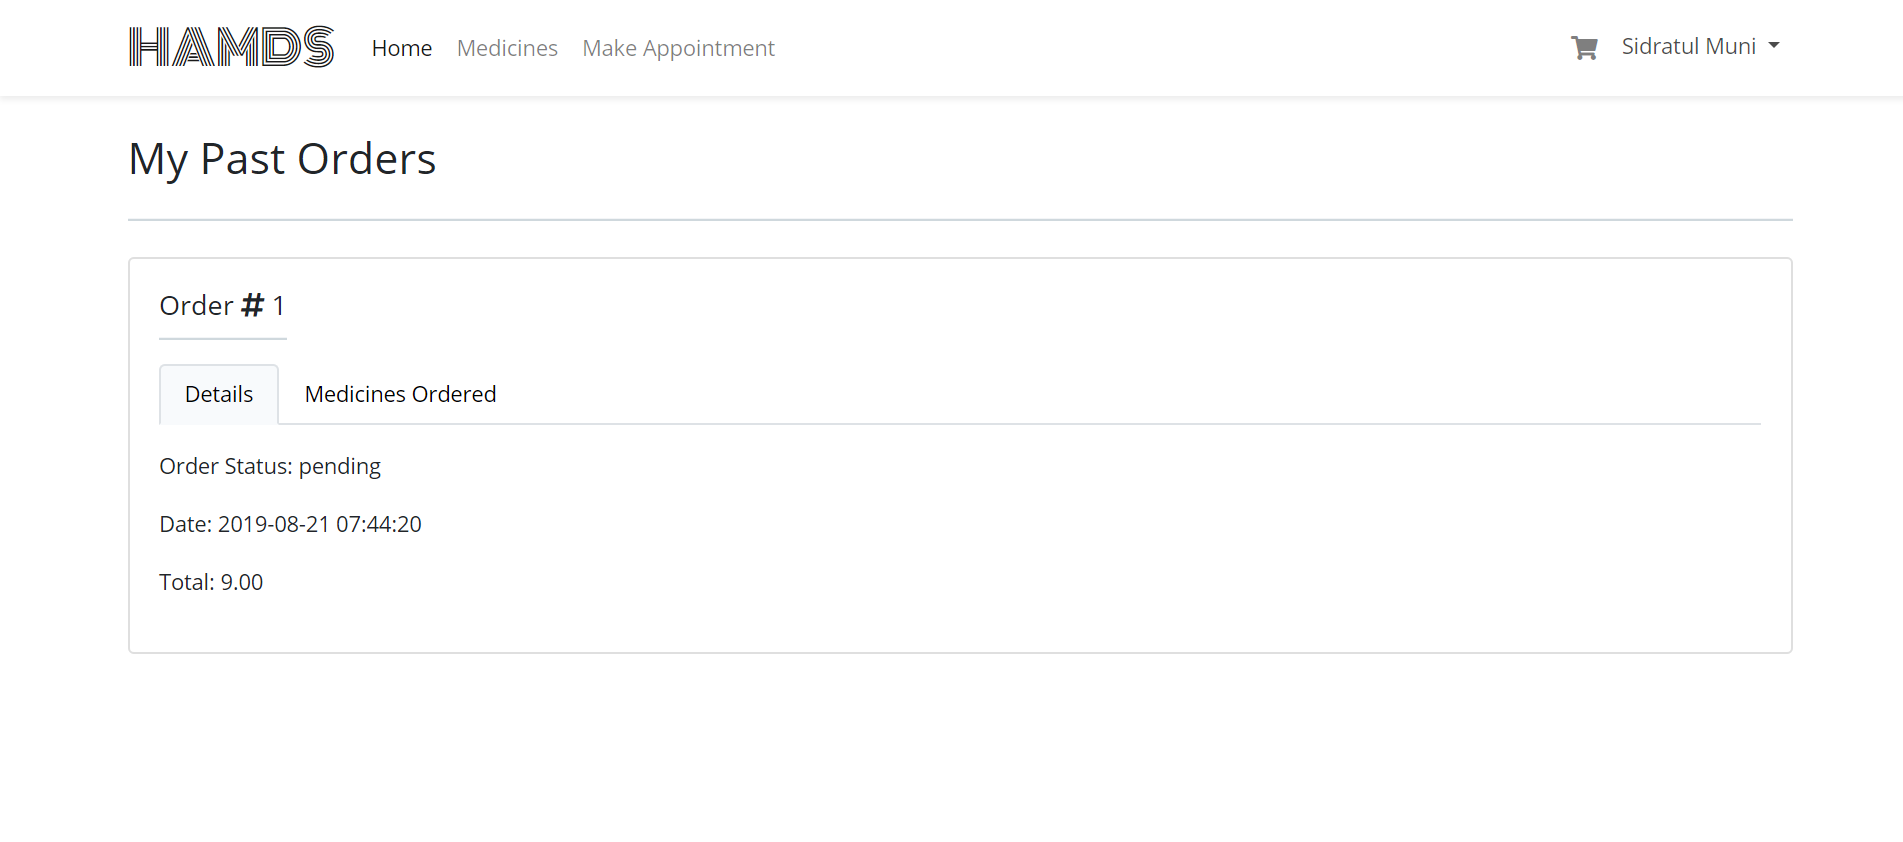 HAMDS Home Medicines Make Appointment Sidratul Muni
My Past Orders
Order # 1
Details Medicines Ordered
Order Status: pending
Date: 2019-08-21 07:44:20
Total: 9.00